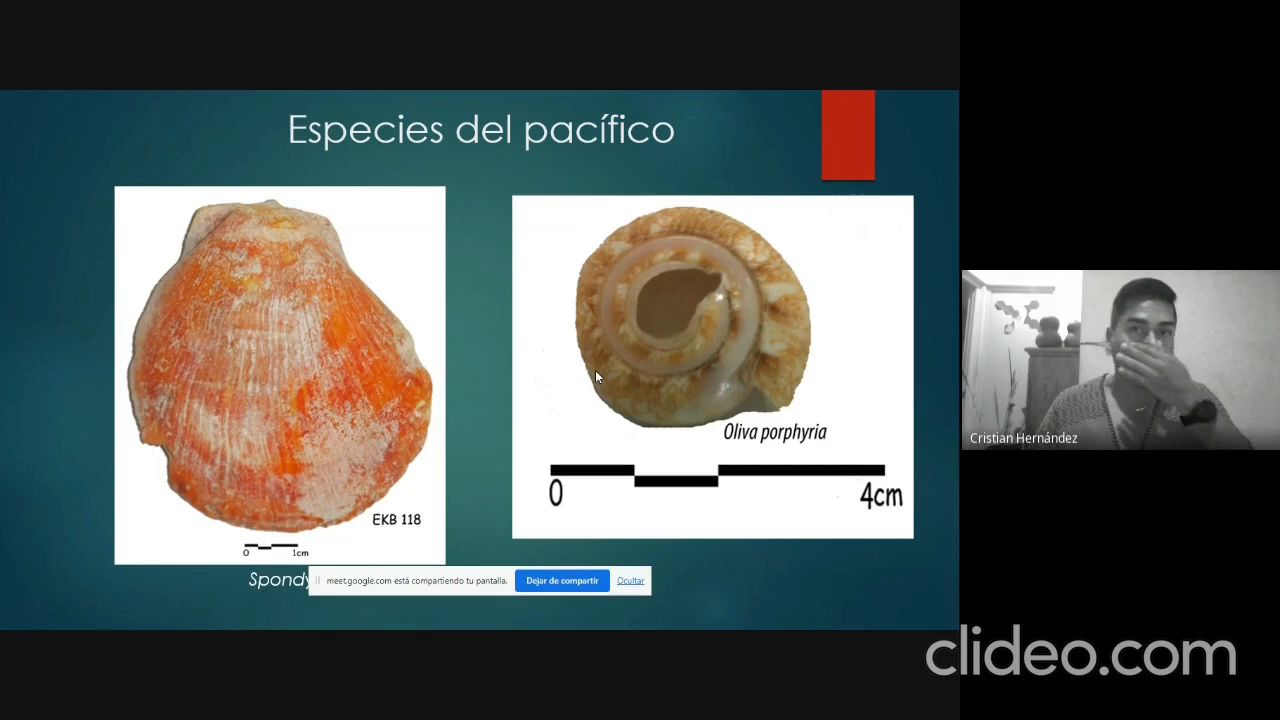 Especies del pacífico
EKB 118
0 1cm
Oliva porphyria
0 4cm
Spondy
meet.google.com está compartiendo tu pantalla.
Dejar de compartir
Ocultar
Cristian Hernández
clideo.com